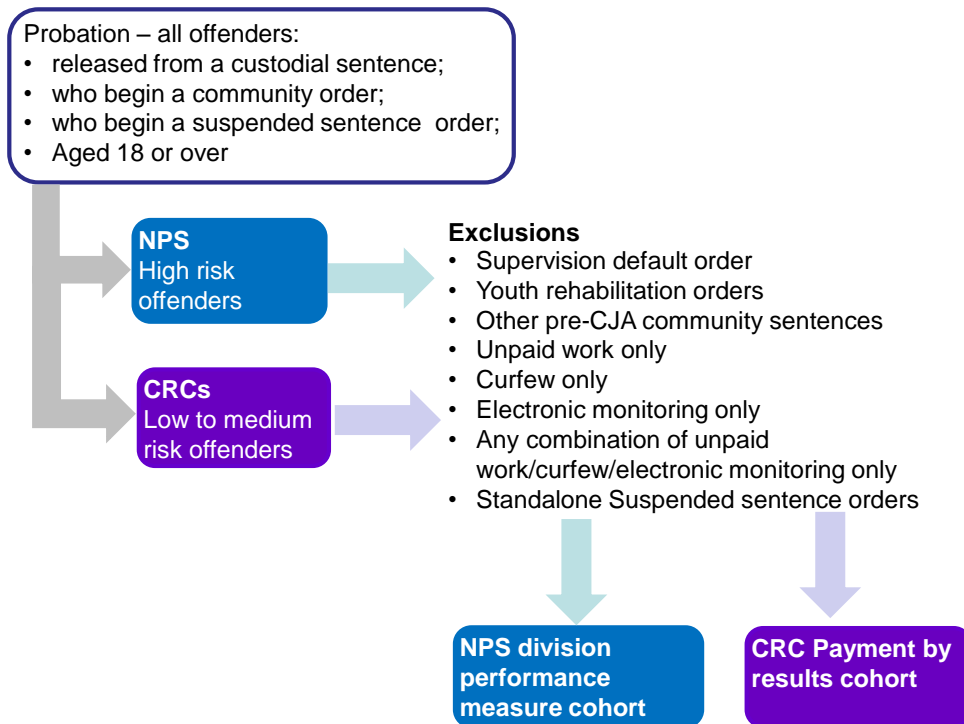 Probation – all offenders:
• released from a custodial sentence;
• who begin a community order;
• who begin a suspended sentence order;
• Aged 18 or over
NPS
High risk
offenders
CRCs
Low to medium
risk offenders
Exclusions
• Supervision default order
• Youth rehabilitation orders
• Other pre-CJA community sentences
• Unpaid work only
• Curfew only
• Electronic monitoring only
• Any combination of unpaid
work/curfew/electronic monitoring only
• Standalone Suspended sentence orders
NPS division
performance
measure cohort
CRC Payment by
results cohort